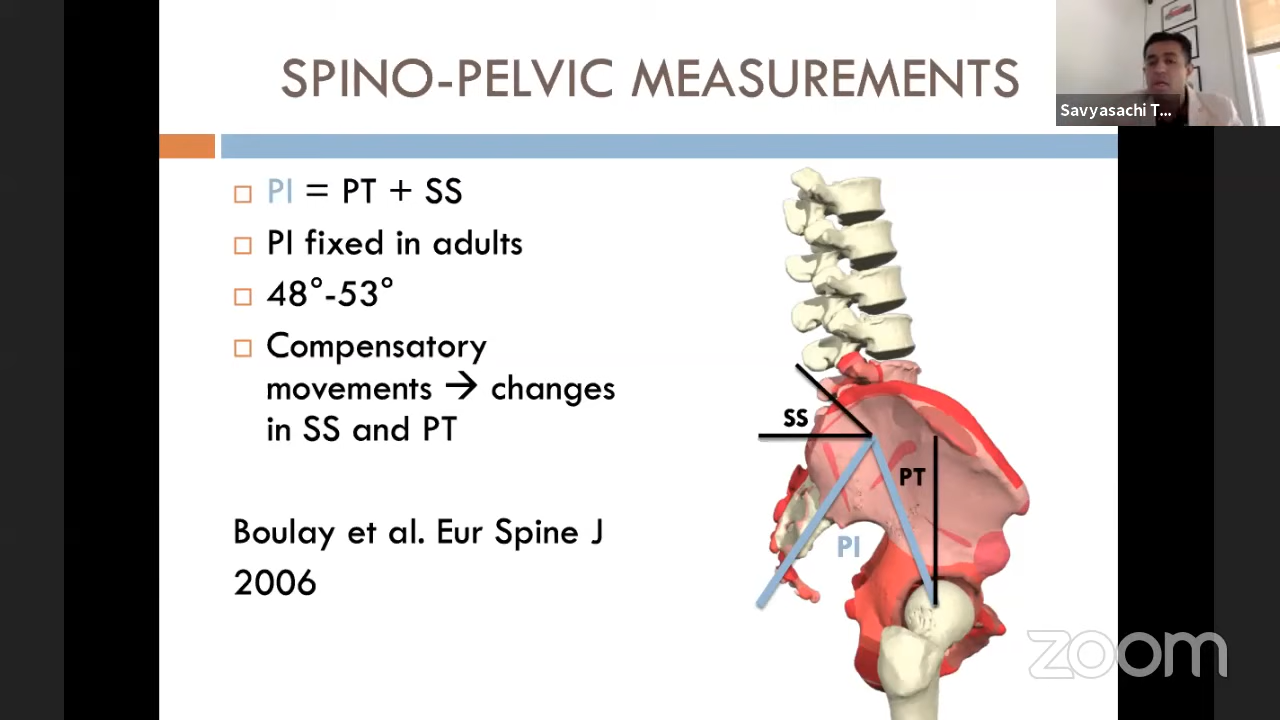 SPINO-PELVIC MEASUREMENTS
Savyasachi T...
PI = PT + SS
PI fixed in adults
48°-53°
Compensatory
movements → changes
in SS and PT
Boulay et al. Eur Spine J
2006
SS
PT
PI
zoom